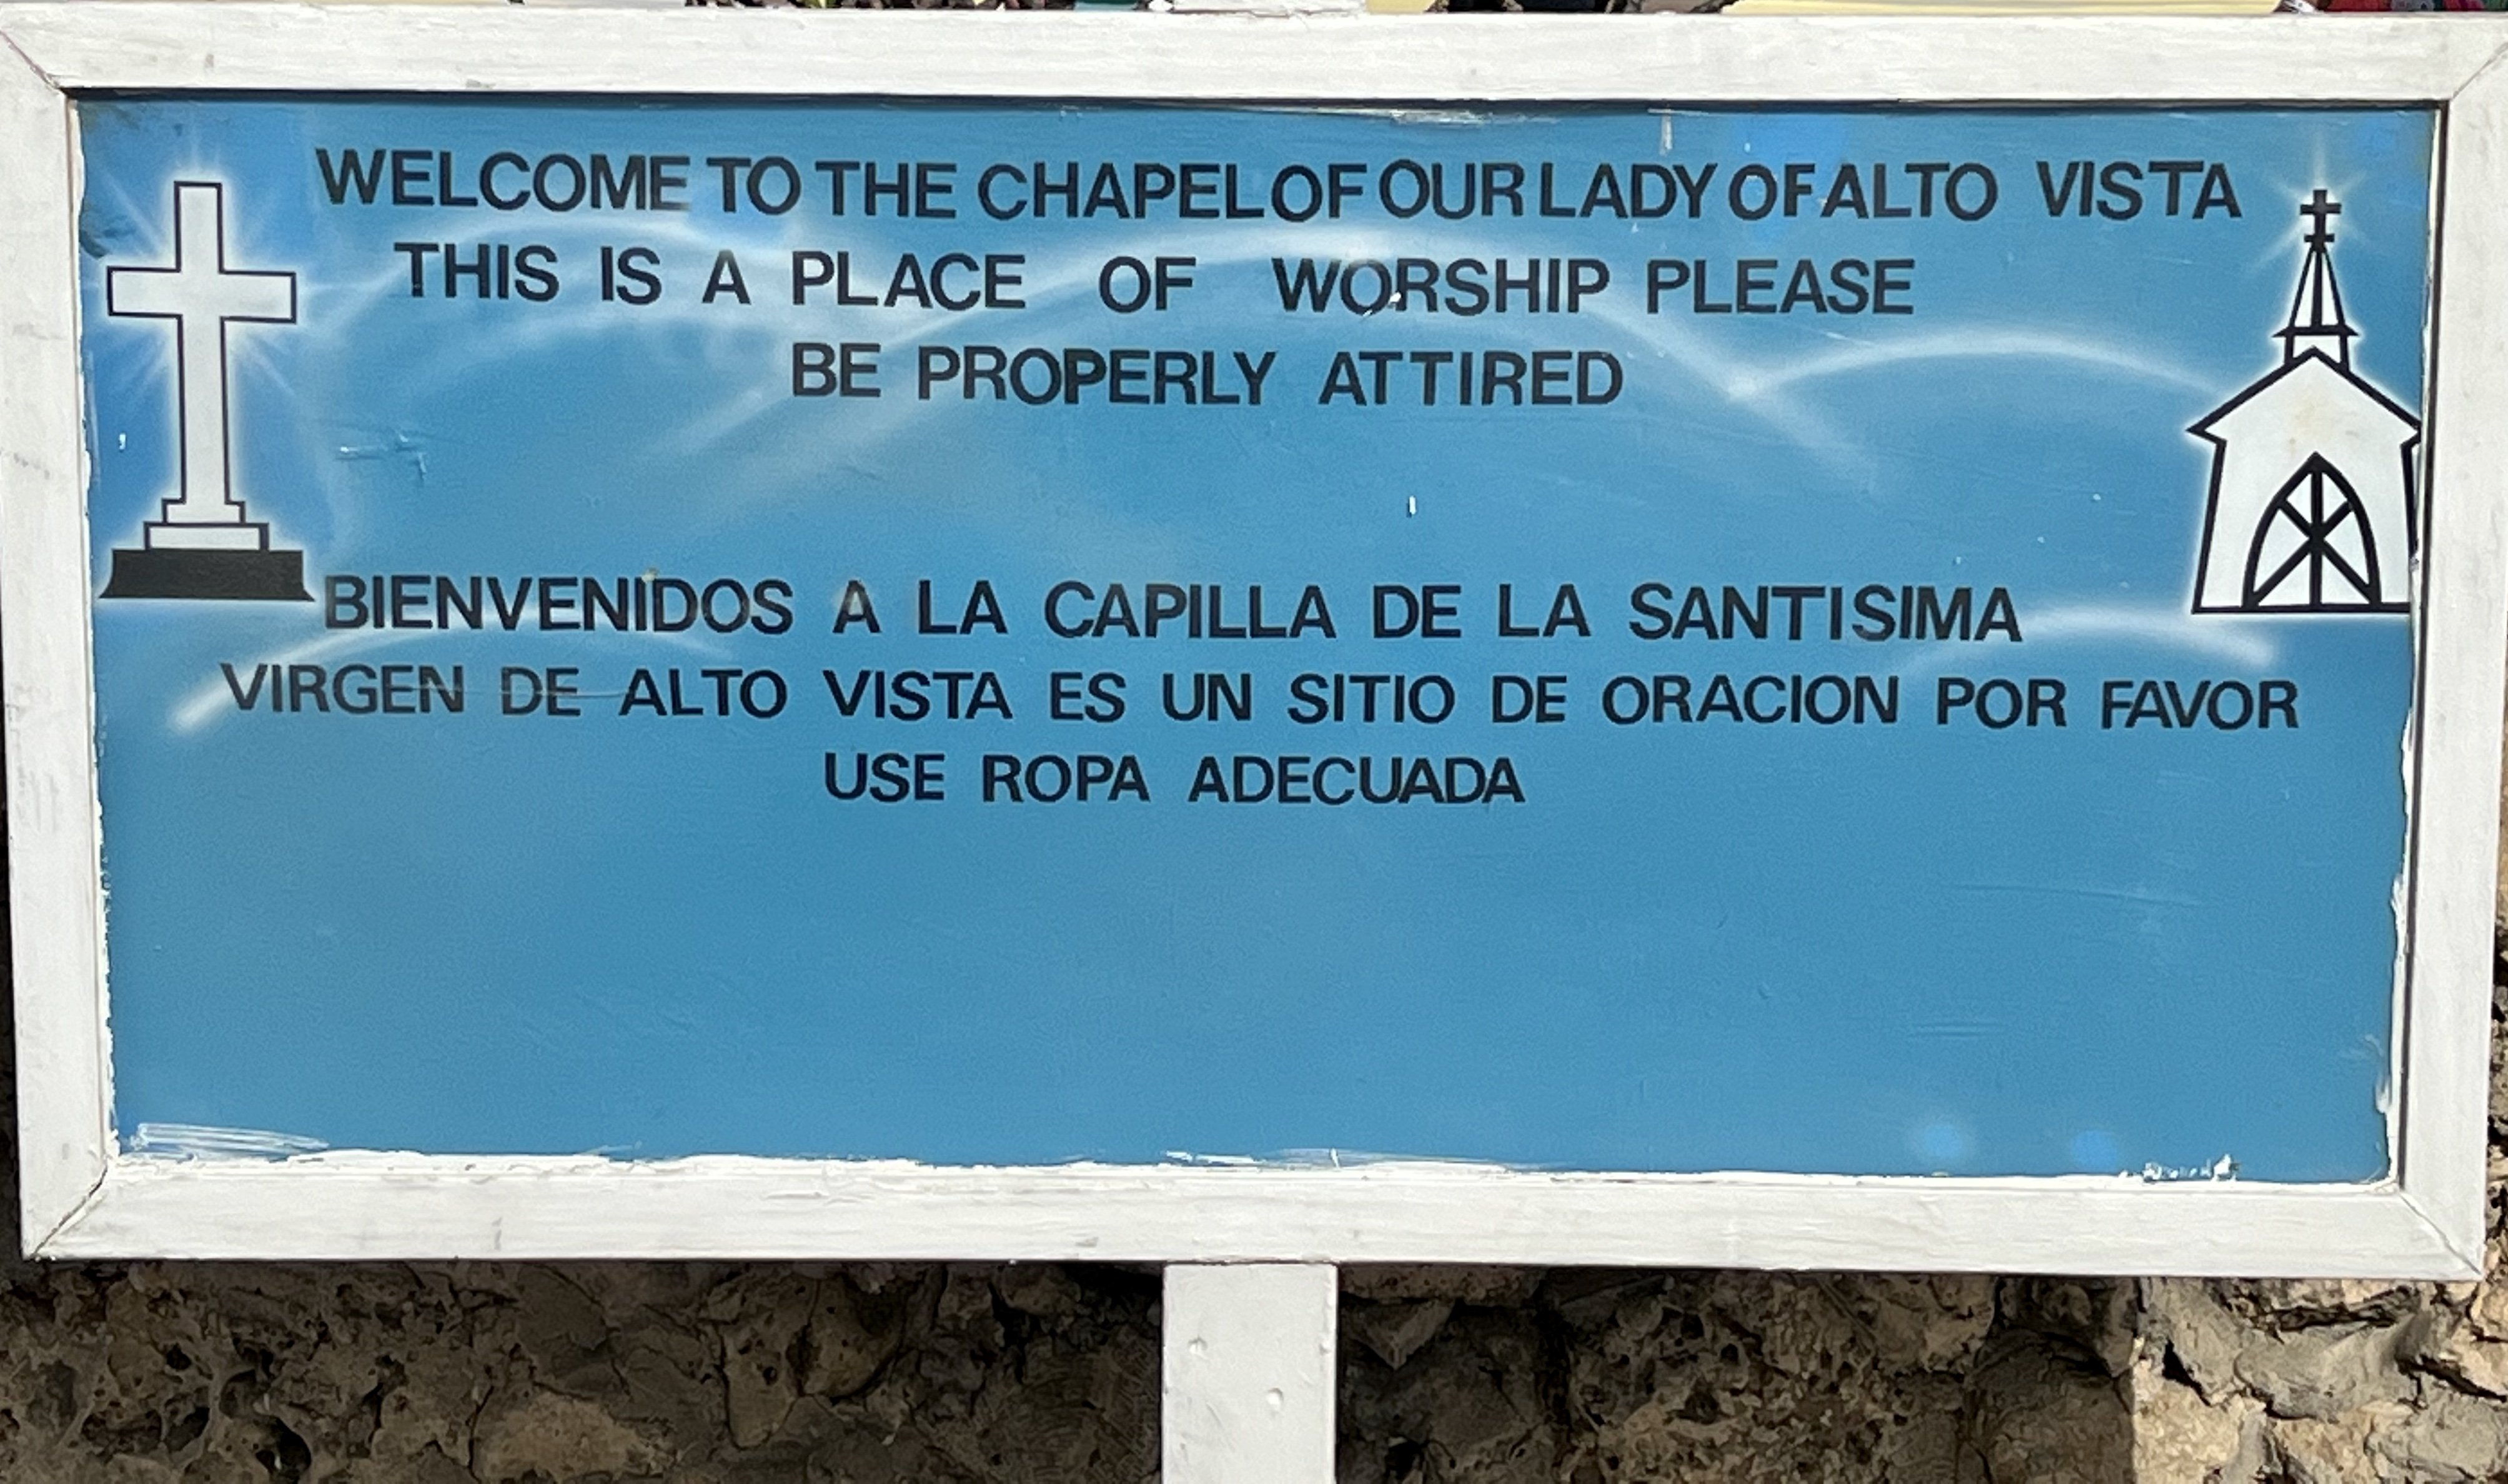 WELCOME TO THE CHAPEL OF OUR LADY OF ALTO VISTA
THIS IS A PLACE OF WORSHIP PLEASE
BE PROPERLY ATTIRED
BIENVENIDOS A LA CAPILLA DE LA SANTISIMA
VIRGEN DE ALTO VISTA ES UN SITIO DE ORACION POR FAVOR
USE ROPA ADECUADA